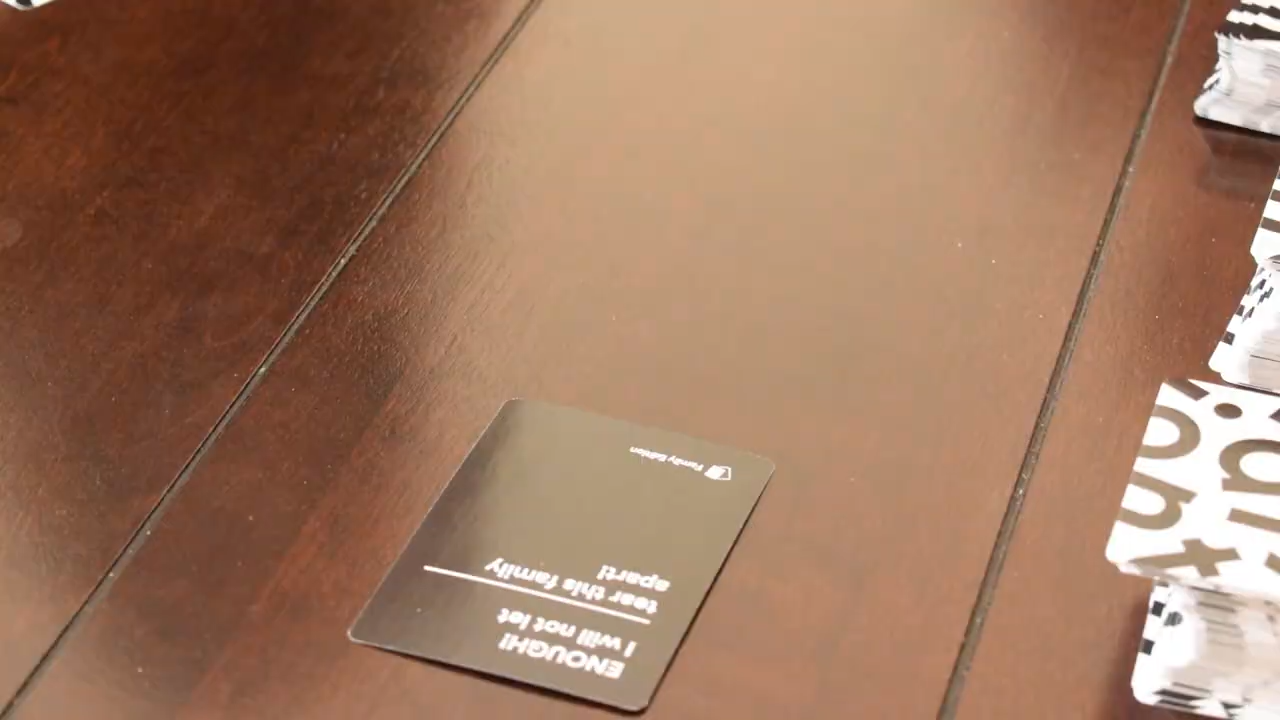 ENOUGH!
I will not let
tear this family
apart!
Family Edition